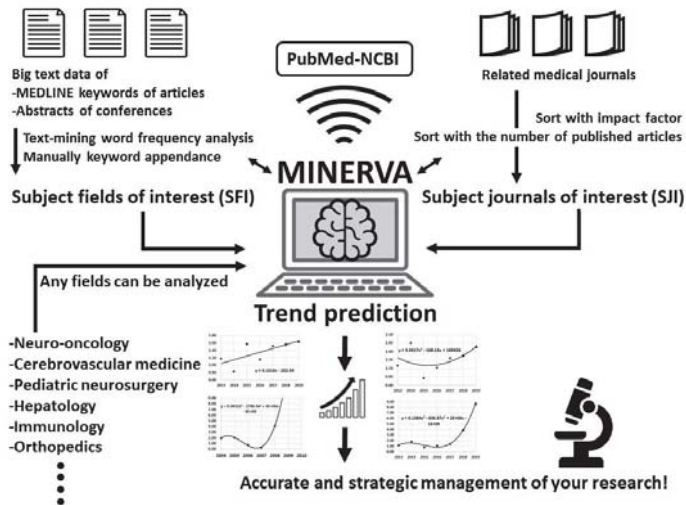 PubMed-NCBI
Big text data of
-MEDLINE keywords of articles
-Abstracts of conferences
Related medical journals
Text-mining word frequency analysis
Manually keyword appendance
Sort with impact factor
Sort with the number of published articles
MINERVA
Subject fields of interest (SFI)
Subject journals of interest (SJI)
Any fields can be analyzed
Trend prediction
-Neuro-oncology
-Cerebrovascular medicine
-Pediatric neurosurgery
-Hepatology
-Immunology
-Orthopedics
Accurate and strategic management of your research!